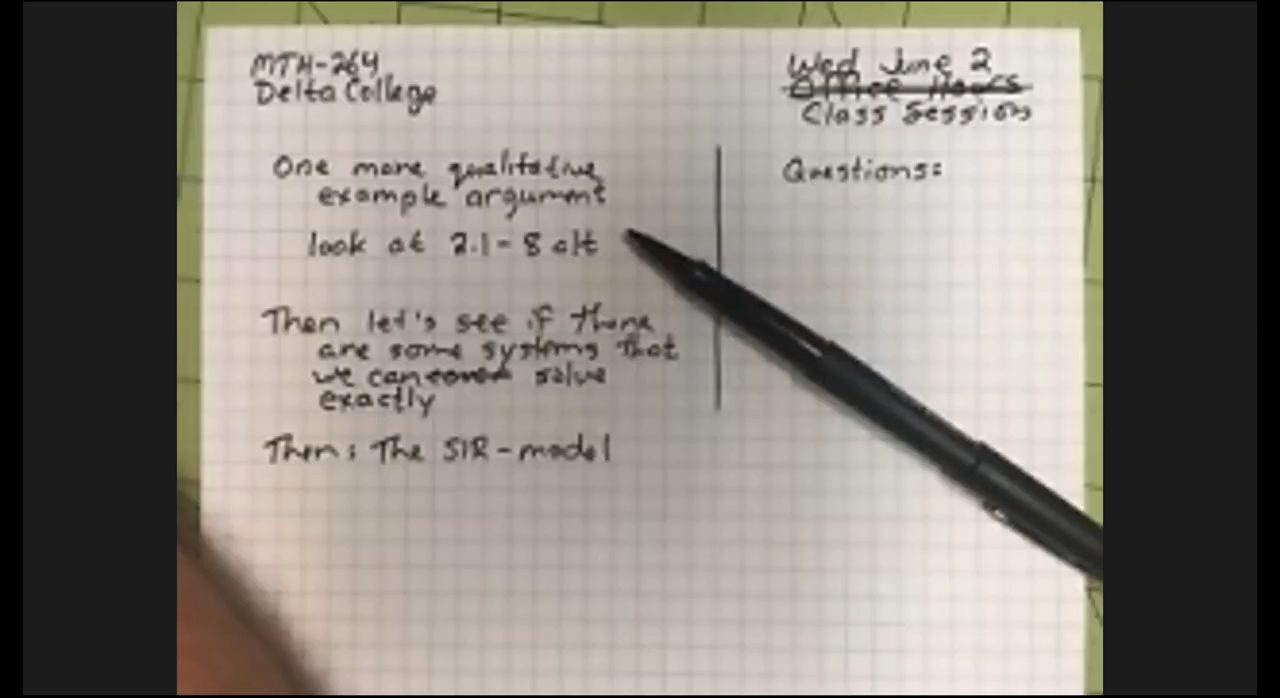 MTH-264
Delta College
Wed June 2
Office Hours
Class Session
One more qualitative
example argument
look at 2.1-8 alt
Then let's see if there
are some systems that
we can solve
exactly
Then: The SIR-model
Questions: